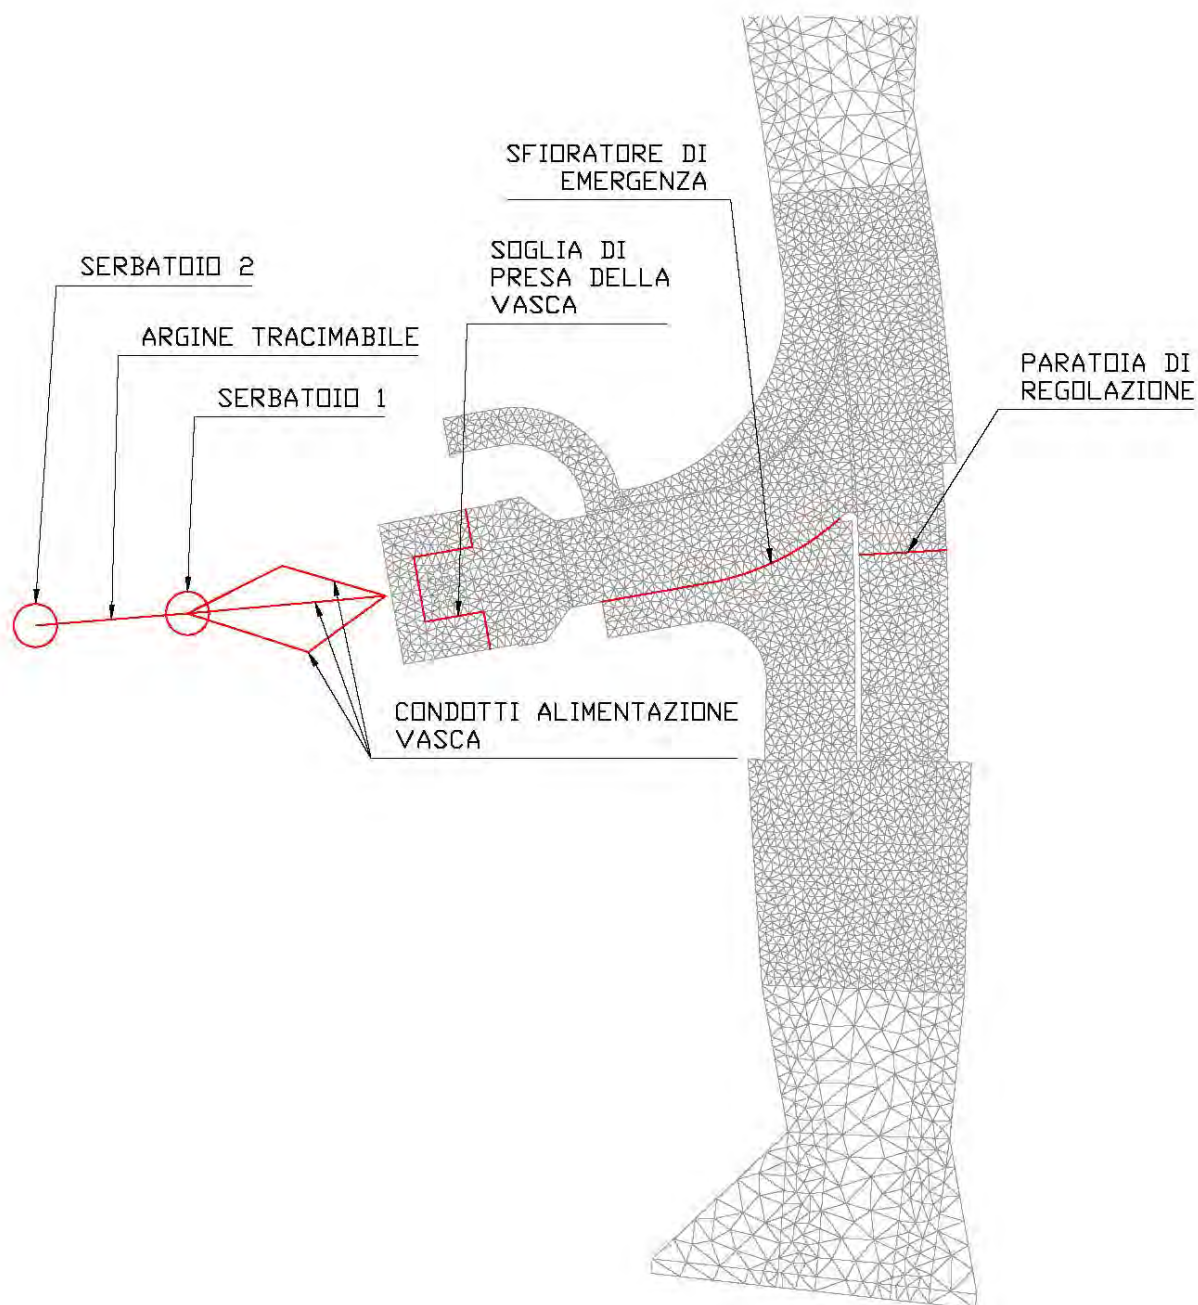 SFIORATORE DI
EMERGENZA
SOGLIA DI
PRESA DELLA
VASCA
SERBATOIO 2
ARGINE TRACIMABILE
SERBATOIO 1
PARATOIA DI
REGOLAZIONE
CONDOTTI ALIMENTAZIONE
VASCA